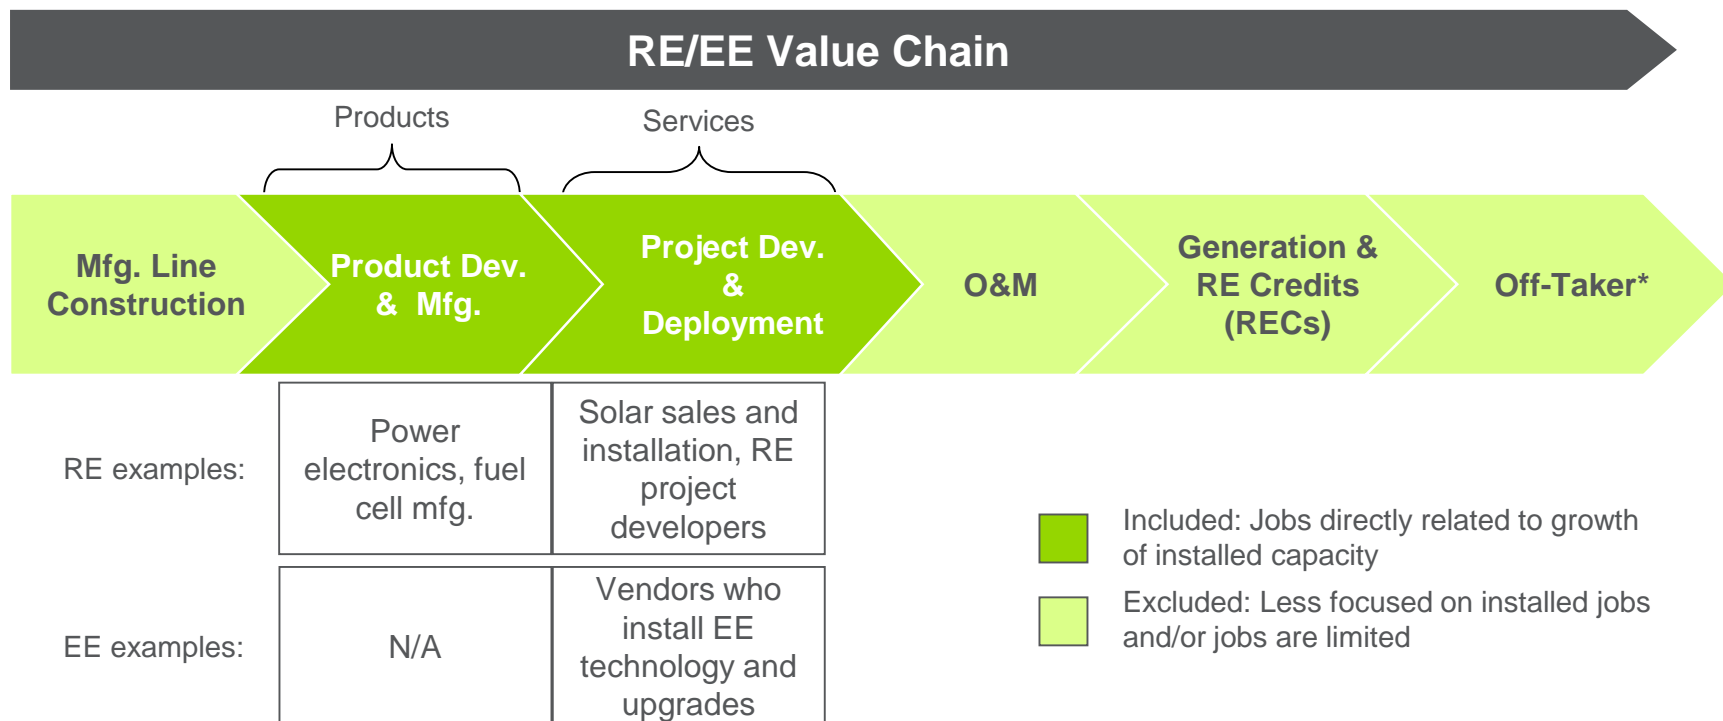 RE/EE Value Chain
Products
Services
Mfg. Line
Construction
Product Dev.
& Mfg.
Project Dev.
&
Deployment
O&M
Generation &
RE Credits
(RECs)
Off-Taker*
RE examples:
Power
electronics, fuel
cell mfg.
Solar sales and
installation, RE
project
developers
EE examples:
N/A
Vendors who
install EE
technology and
upgrades
Included: Jobs directly related to growth
of installed capacity
Excluded: Less focused on installed jobs
and/or jobs are limited